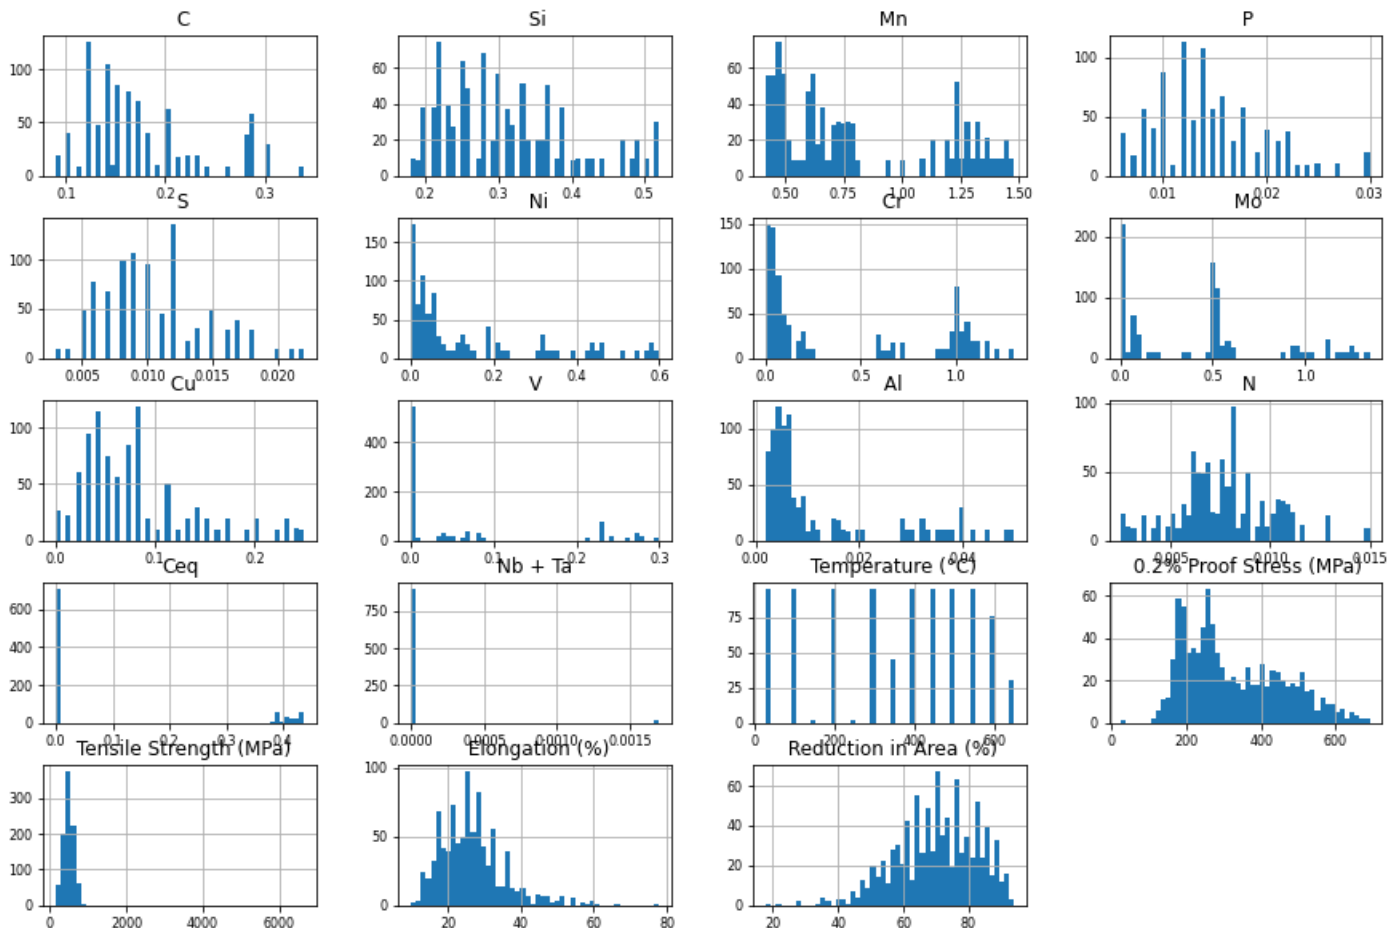 C Si Mn P
100 50 0
0.1 0.2 0.3
60 40 20 0
0.2 0.3 0.4 0.5
60 40 20 0
0.50 0.75 1.00 1.25 1.50
100 50 0
0.01 0.02 0.03
S Ni Cr Mo
100 50 0
0.005 0.010 0.015 0.020
150 100 50 0
0.0 0.2 0.4 0.6
150 100 50 0
0.0 0.5 1.0
200 100 0
0.0 0.5 1.0
Cu V Al N
100 50 0
0.0 0.1 0.2
400 200 0
0.0 0.1 0.2 0.3
100 50 0
0.00 0.02 0.04
100 50 0
0.005 0.010 0.015
Ceq Nb + Ta Temperature (°C) 0.2% Proof Stress (MPa)
600 400 200 0
0.0 0.1 0.2 0.3 0.4
750 500 250 0
0.0000 0.0005 0.0010 0.0015
75 50 25 0
0 200 400 600
60 40 20 0
0 200 400 600
Tensile Strength (MPa) Elongation (%) Reduction in Area (%)
300 200 100 0
0 2000 4000 6000
100 50 0
20 40 60 80
60 40 20 0
20 40 60 80